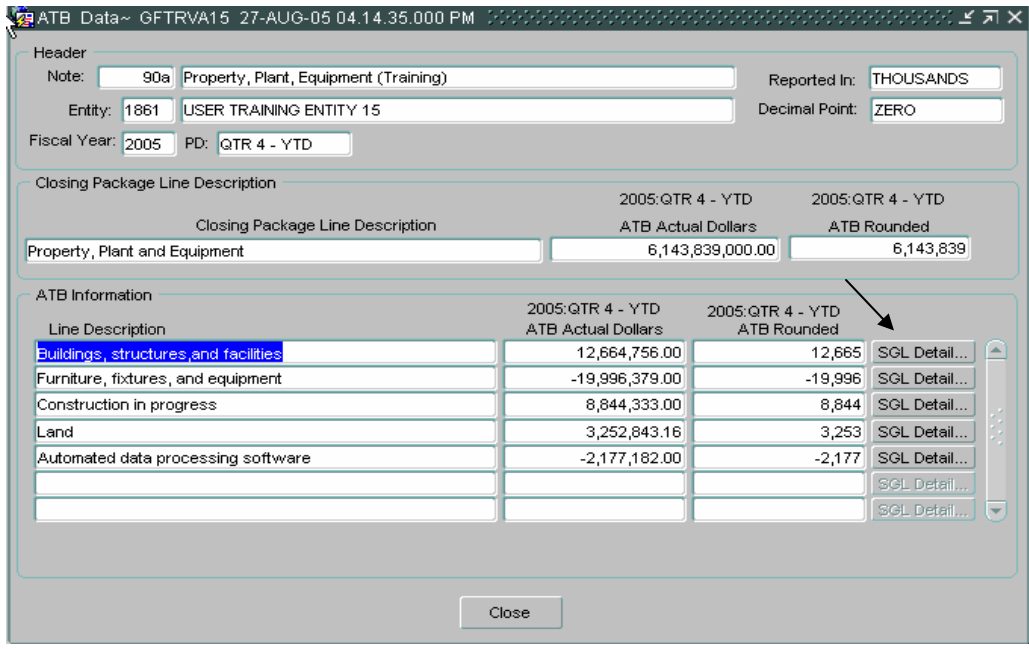 ATB Data~ GFTRVA15 27-AUG-05 04.14.35.000 PM
Header
Note: 90a Property, Plant, Equipment (Training) Reported In: THOUSANDS
Entity: 1861 USER TRAINING ENTITY 15 Decimal Point: ZERO
Fiscal Year: 2005 PD: QTR 4 - YTD
Closing Package Line Description
2005:QTR 4 - YTD 2005:QTR 4 - YTD
Closing Package Line Description ATB Actual Dollars ATB Rounded
Property, Plant and Equipment 6,143,839,000.00 6,143,839
ATB Information
2005:QTR 4 - YTD 2005:QTR 4 - YTD
Line Description ATB Actual Dollars ATB Rounded
Buildings, structures,and facilities 12,664,756.00 12,665 SGL Detail...
Furniture, fixtures, and equipment -19,996,379.00 -19,996 SGL Detail...
Construction in progress 8,844,333.00 8,844 SGL Detail...
Land 3,252,843.16 3,253 SGL Detail...
Automated data processing software -2,177,182.00 -2,177 SGL Detail...
SGL Detail...
SGL Detail...
Close